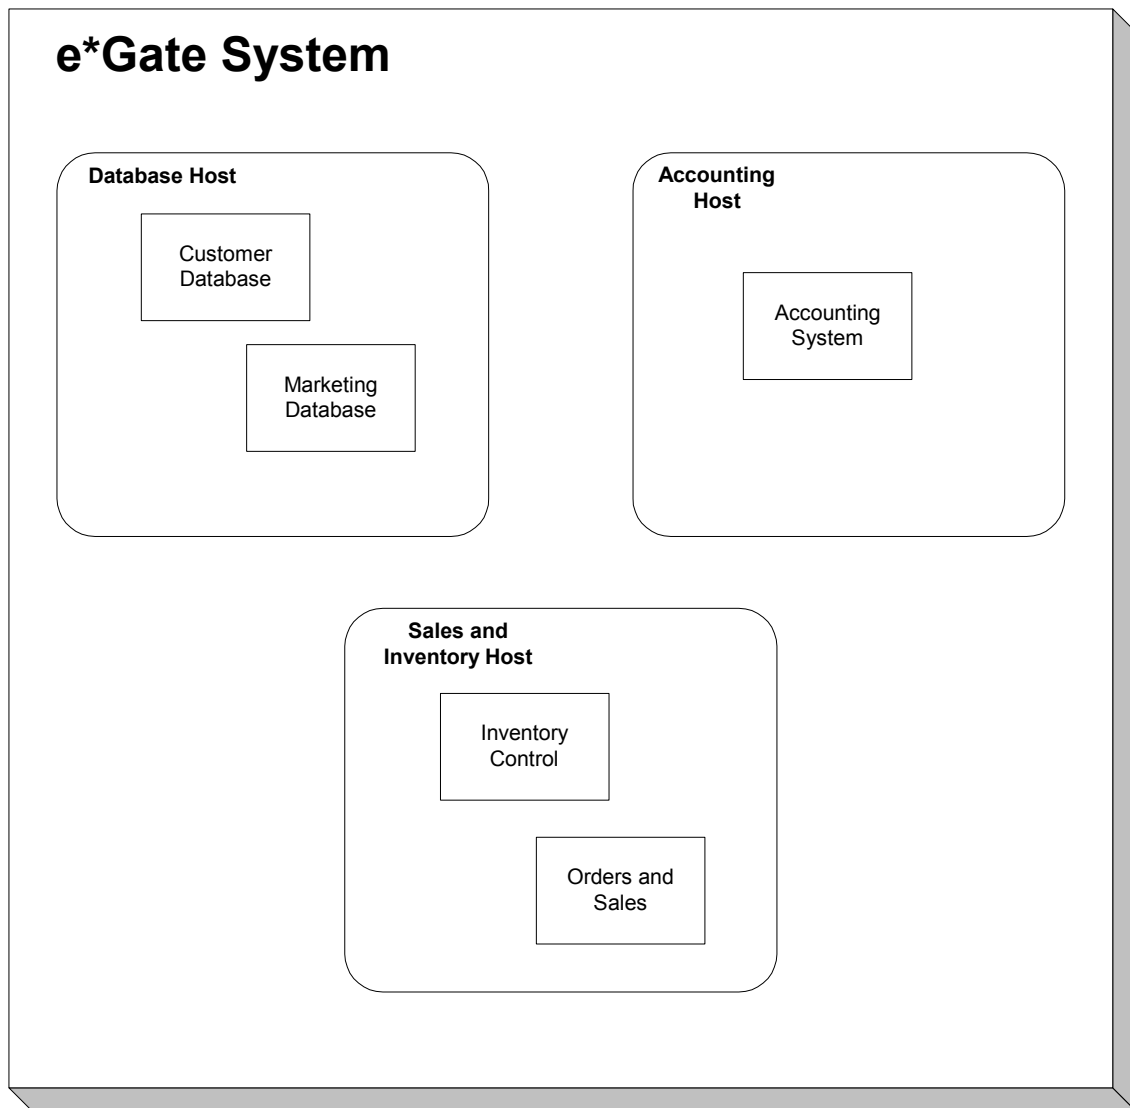 e*Gate System
Database Host
Customer
Database
Marketing
Database
Accounting
Host
Accounting
System
Sales and
Inventory Host
Inventory
Control
Orders and
Sales